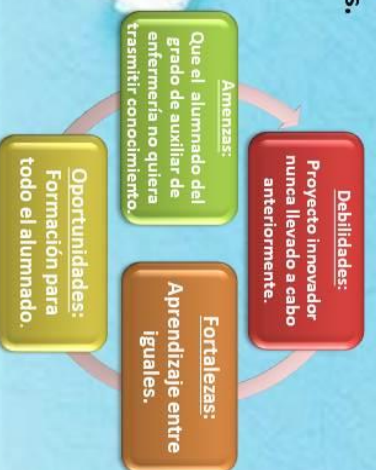 s.
Debilidades:
Proyecto innovador
nunca llevado a cabo
anteriormente.
Fortalezas:
Aprendizaje entre
iguales.
Oportunidades:
Formación para
todo el alumnado.
Amenzas:
Que el alumnado del
grado de auxiliar de
enfermería no quiera
trasmitir conocimiento.